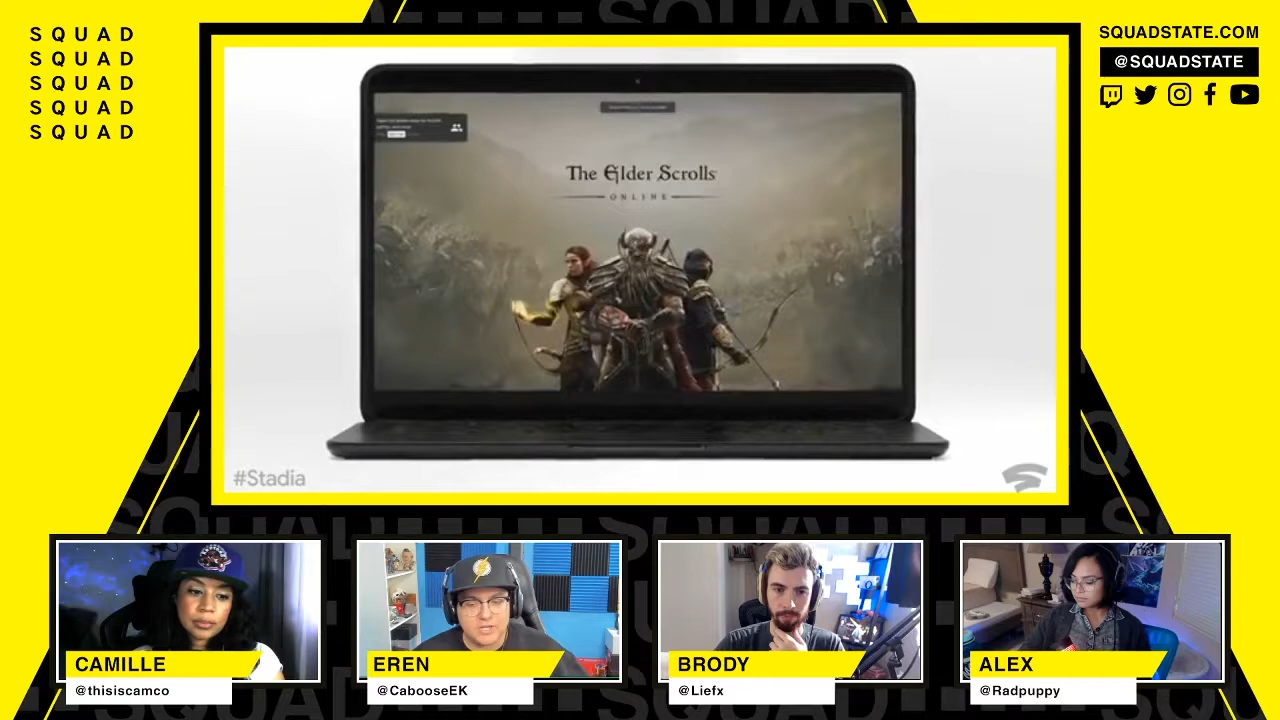 SQUAD
SQUAD
SQUAD
SQUAD
SQUAD
SQUADSTATE.COM
@SQUADSTATE
The Elder Scrolls
ONLINE
#Stadia
CAMILLE
@thisiscamco
EREN
@CabooseEK
BRODY
@Liefx
ALEX
@Radpuppy